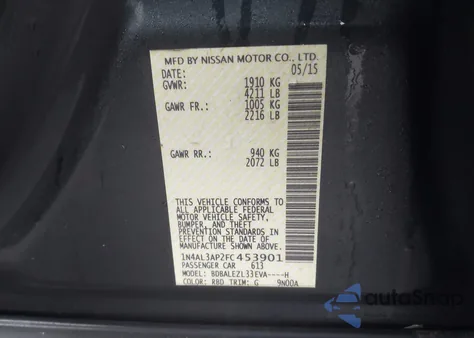 MFD BY NISSAN MOTOR CO., LTD.
DATE: 05/15
GVWR: 1910 KG
4211 LB
GAWR FR.: 1005 KG
2216 LB
GAWR RR.: 940 KG
2072 LB
THIS VEHICLE CONFORMS TO
ALL APPLICABLE FEDERAL
MOTOR VEHICLE SAFETY,
BUMPER, AND THEFT
PREVENTION STANDARDS
IN EFFECT ON THE DATE OF
MANUFACTURE SHOWN ABOVE.
1N4AL3AP2FC453901
PASSENGER CAR 613
MODEL: BDBALEZL33EVA----H
COLOR: RBD TRIM: G 9N00A
autoSnap